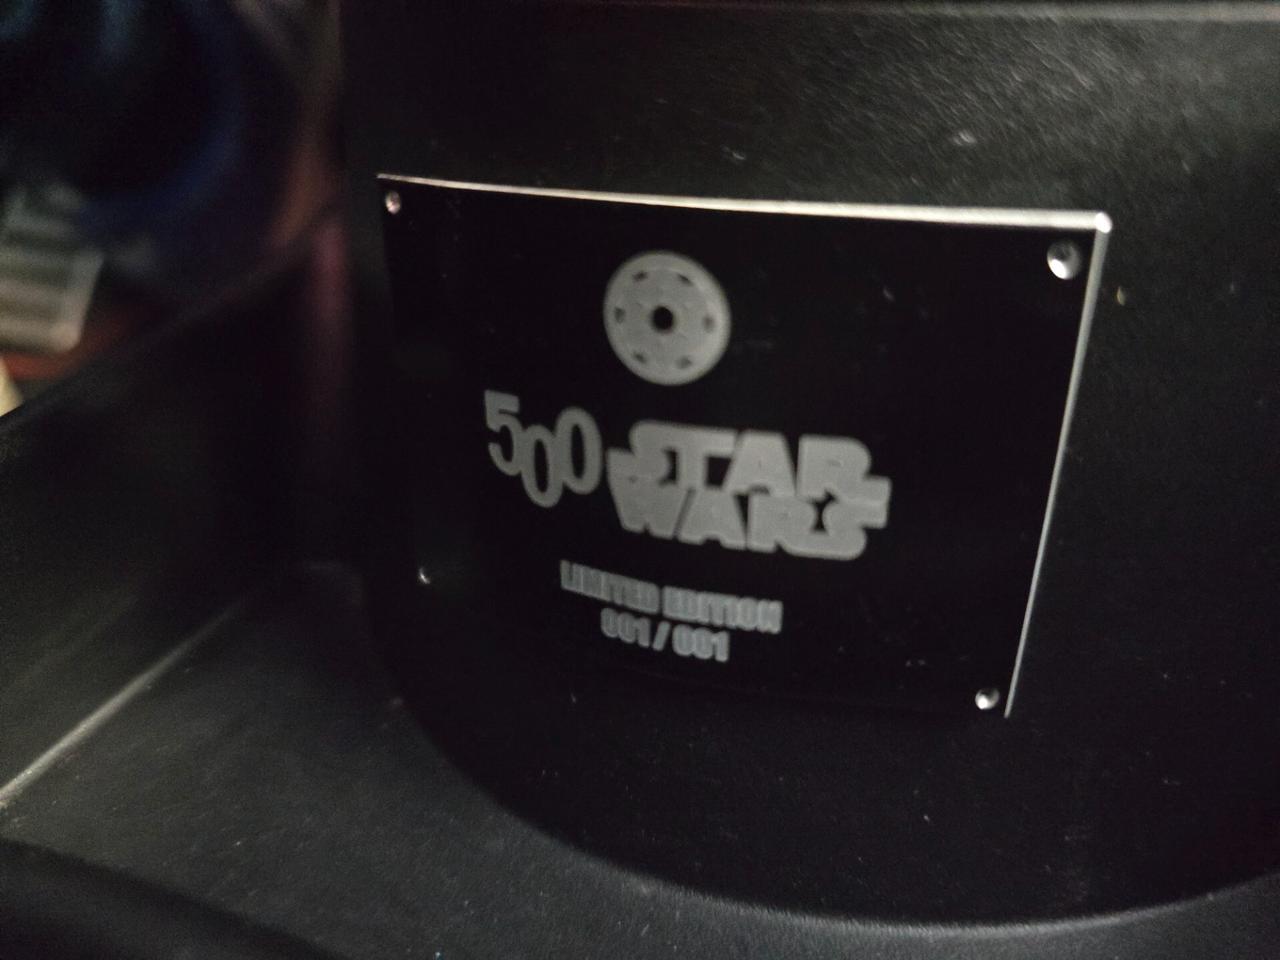 500 STAR WARS
LIMITED EDITION
001/001